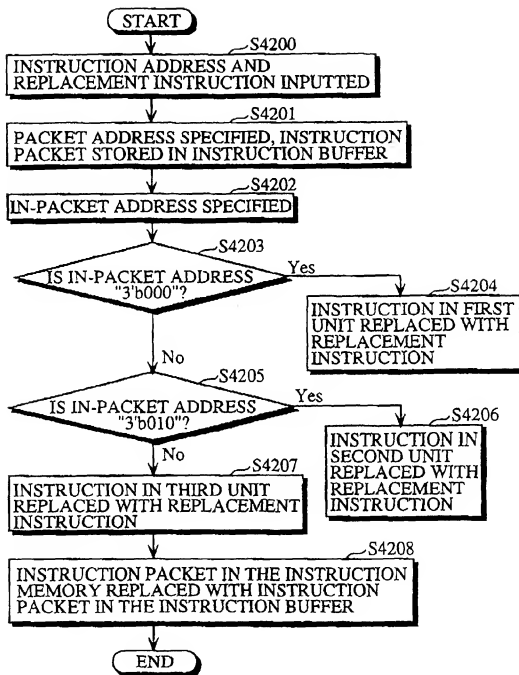 START
S4200
INSTRUCTION ADDRESS AND
REPLACEMENT INSTRUCTION INPUTTED
S4201
PACKET ADDRESS SPECIFIED, INSTRUCTION
PACKET STORED IN INSTRUCTION BUFFER
S4202
IN-PACKET ADDRESS SPECIFIED
S4203
IS IN-PACKET ADDRESS
"3'b000"?
Yes
S4204
INSTRUCTION IN FIRST
UNIT REPLACED WITH
REPLACEMENT
INSTRUCTION
No
S4205
IS IN-PACKET ADDRESS
"3'b010"?
Yes
S4206
INSTRUCTION IN
SECOND UNIT
REPLACED WITH
REPLACEMENT
INSTRUCTION
No
S4207
INSTRUCTION IN THIRD UNIT
REPLACED WITH REPLACEMENT
INSTRUCTION
S4208
INSTRUCTION PACKET IN THE INSTRUCTION
MEMORY REPLACED WITH INSTRUCTION
PACKET IN THE INSTRUCTION BUFFER
END